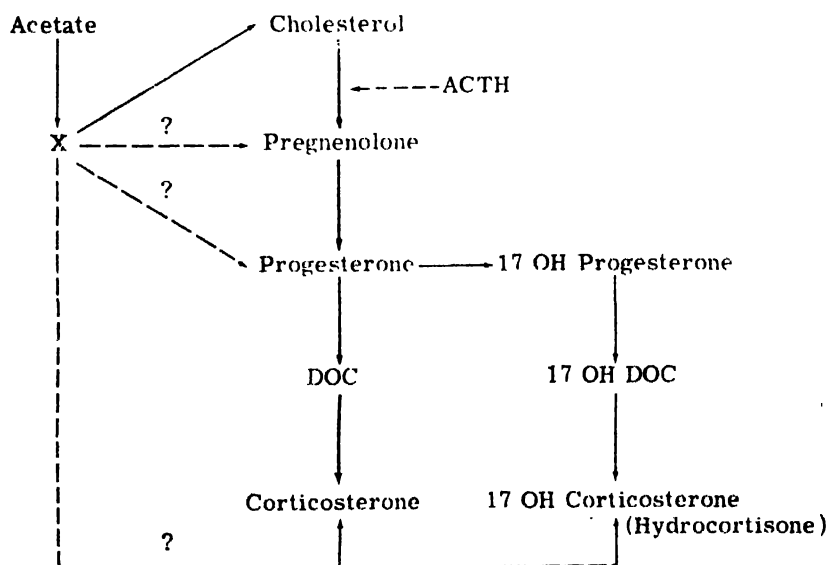 Acetate
Cholesterol
ACTH
?
X
Pregnenolone
?
Progesterone
17 OH Progesterone
DOC
17 OH DOC
Corticosterone
17 OH Corticosterone
(Hydrocortisone)
?